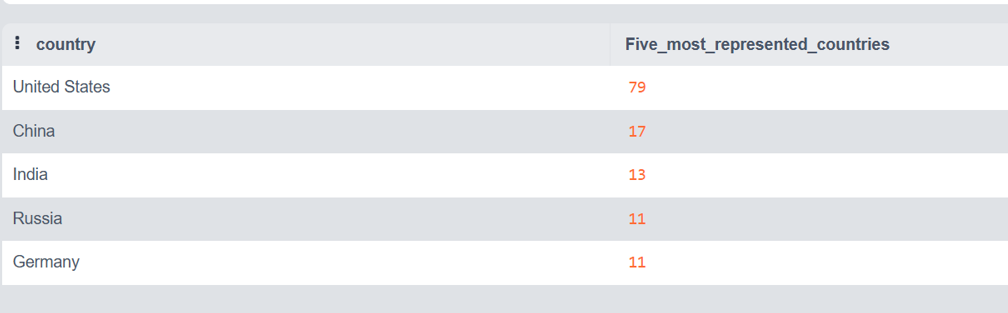 country Five_most_represented_countries
United States 79
China 17
India 13
Russia 11
Germany 11